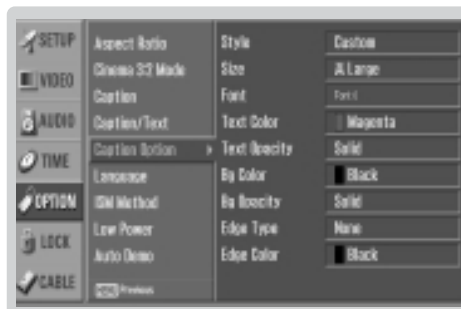 SETUP
VIDEO
AUDIO
TIME
OPTION
LOCK
CABLE
Aspect Ratio
Cinema 3:2 Mode
Caption
Caption/Text
Caption Option
Language
ISM Method
Low Power
Auto Demo
Previous
Style Custom
Size A Large
Font Font 1
Text Color Magenta
Text Opacity Solid
Bg Color Black
Bg Opacity Solid
Edge Type None
Edge Color Black